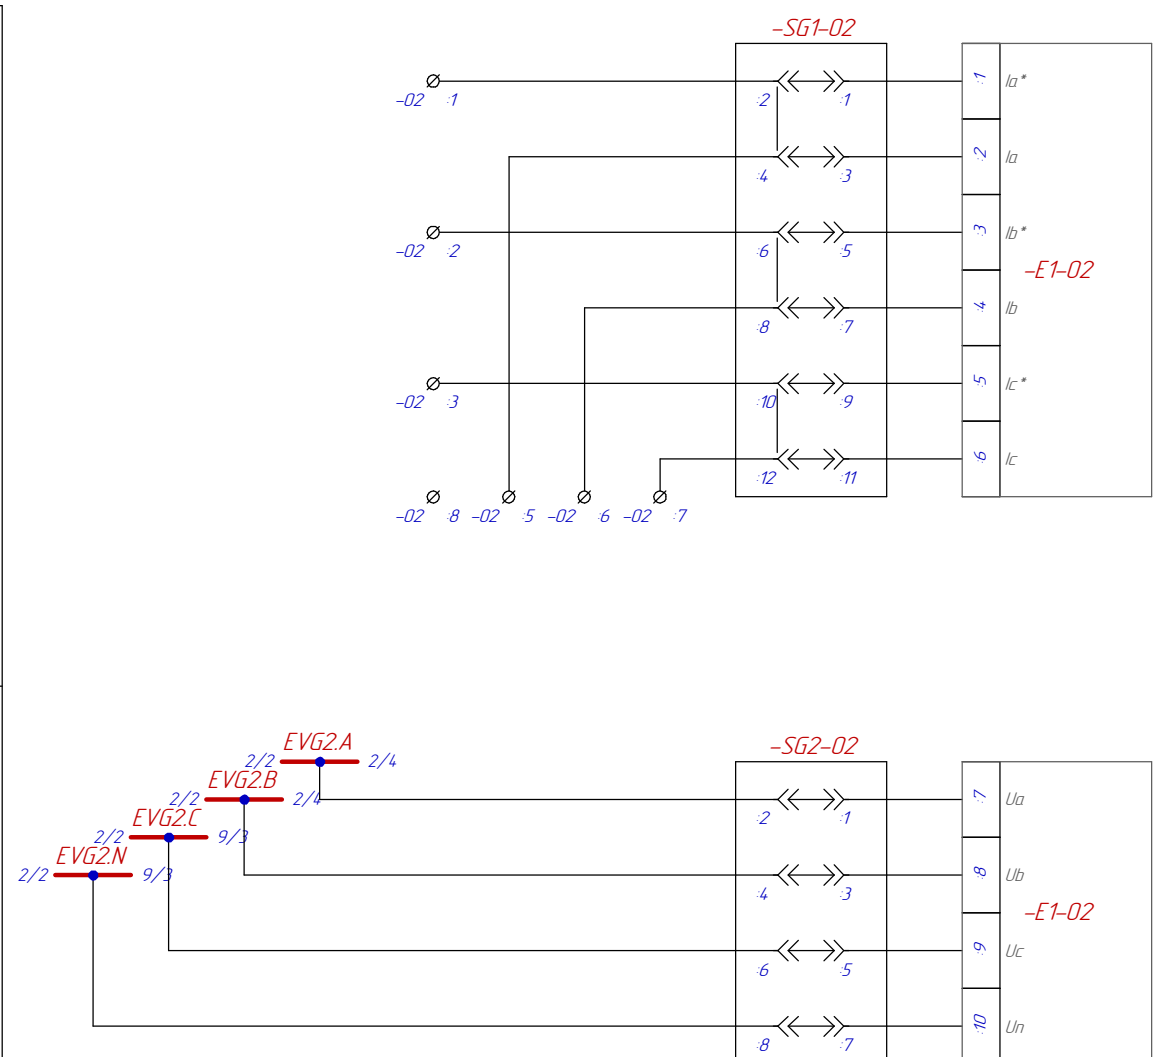 -SG1-02
-02 :1 :2 :1 :1 Ia*
:4 :3 :2 Ia
-02 :2 :6 :5 :3 Ib*
-E1-02
:8 :7 :4 Ib
-02 :3 :10 :9 :5 Ic*
:12 :11 :6 Ic
-02 :8 -02 :5 -02 :6 -02 :7
EVG2.A -SG2-02
2/2 2/4
EVG2.B
2/2 2/4 :2 :1 :7 Ua
EVG2.C
2/2 9/3
EVG2.N
2/2 9/3 :4 :3 :8 Ub
-E1-02
:6 :5 :9 Uc
:8 :7 :10 Un